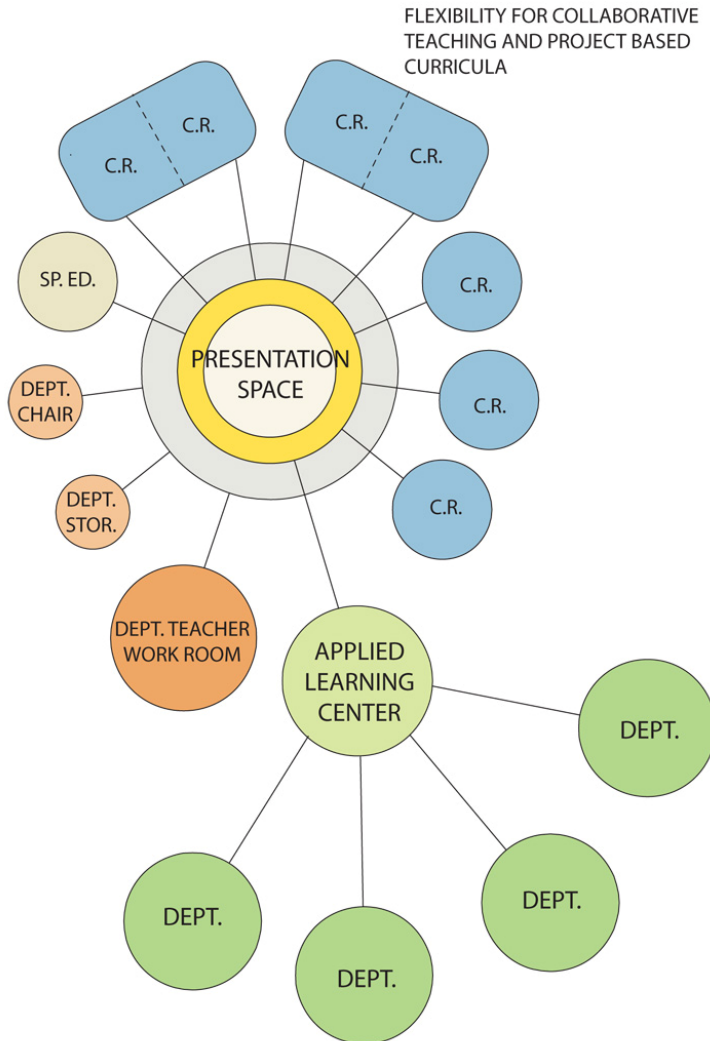 FLEXIBILITY FOR COLLABORATIVE
TEACHING AND PROJECT BASED
CURRICULA
C.R.
C.R.
C.R.
C.R.
SP. ED.
C.R.
PRESENTATION
SPACE
DEPT.
CHAIR
C.R.
DEPT.
STOR.
C.R.
DEPT. TEACHER
WORK ROOM
APPLIED
LEARNING
CENTER
DEPT.
DEPT.
DEPT.
DEPT.